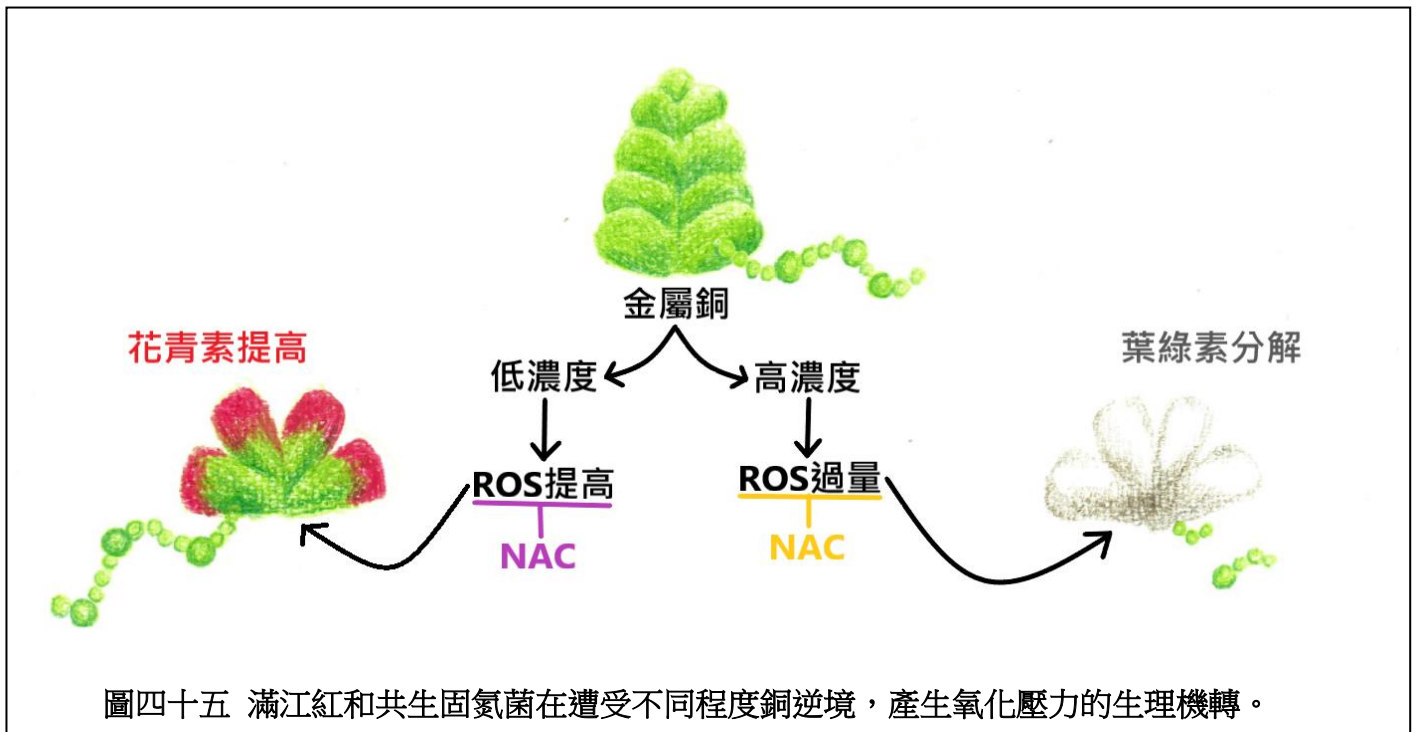 金屬銅
花青素提高
葉綠素分解
低濃度
高濃度
ROS提高
ROS過量
NAC
NAC
圖四十五 滿江紅和共生固氮菌在遭受不同程度銅逆境，產生氧化壓力的生理機轉。